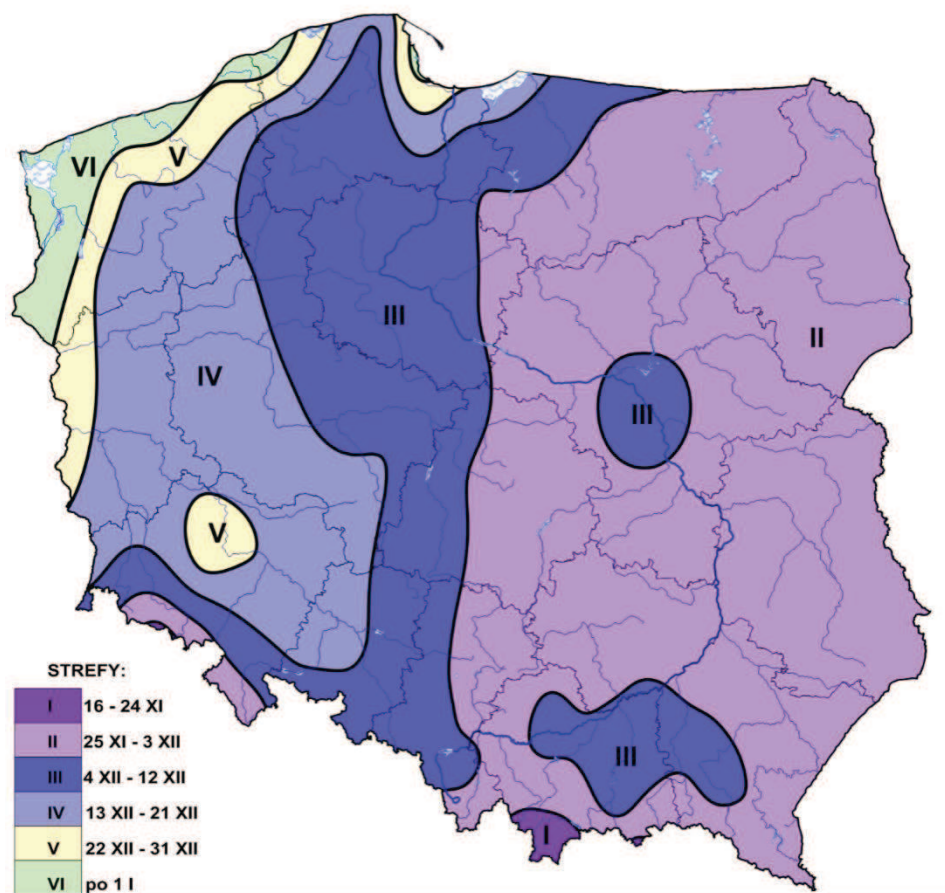 VI
V
III
II
IV
III
V
III
I
STREFY:
I 16 - 24 XI
II 25 XI - 3 XII
III 4 XII - 12 XII
IV 13 XII - 21 XII
V 22 XII - 31 XII
VI po 1 I